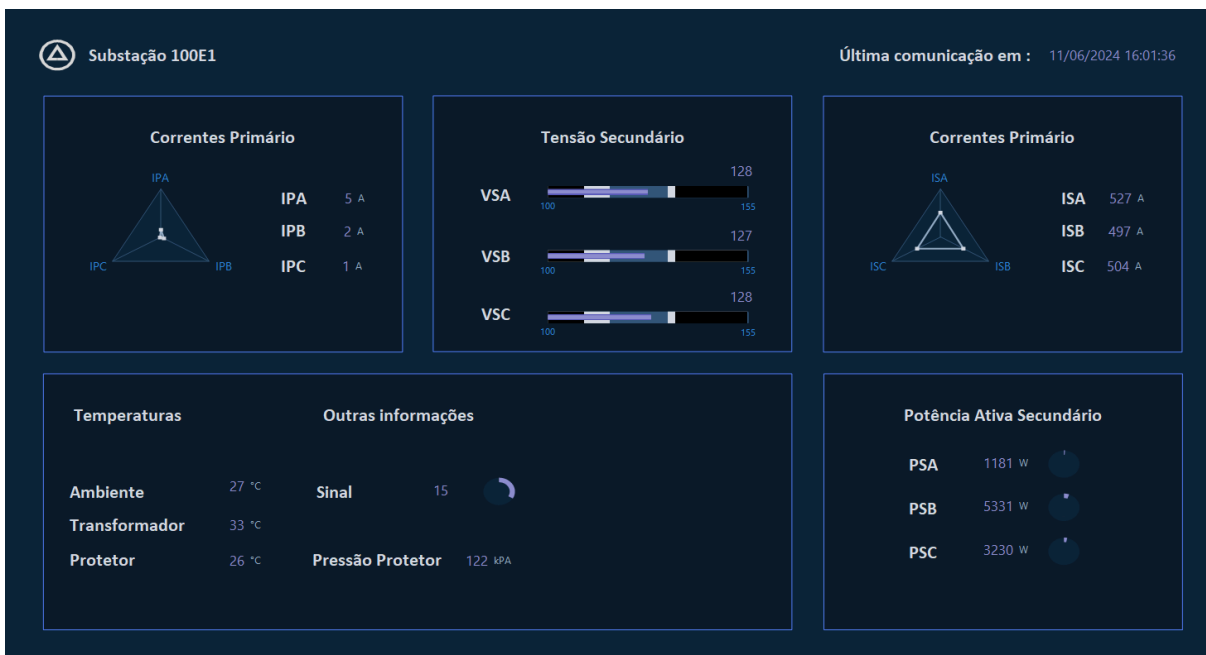 Substação 100E1
Última comunicação em : 11/06/2024 16:01:36
Correntes Primário
IPA
IPC
IPB
IPA 5 A
IPB 2 A
IPC 1 A
Tensão Secundário
128
VSA
100 155
127
VSB
100 155
128
VSC
100 155
Correntes Primário
ISA
ISC
ISB
ISA 527 A
ISB 497 A
ISC 504 A
Temperaturas
Ambiente 27 °C
Transformador 33 °C
Protetor 26 °C
Outras informações
Sinal 15
Pressão Protetor 122 kPA
Potência Ativa Secundário
PSA 1181 W
PSB 5331 W
PSC 3230 W